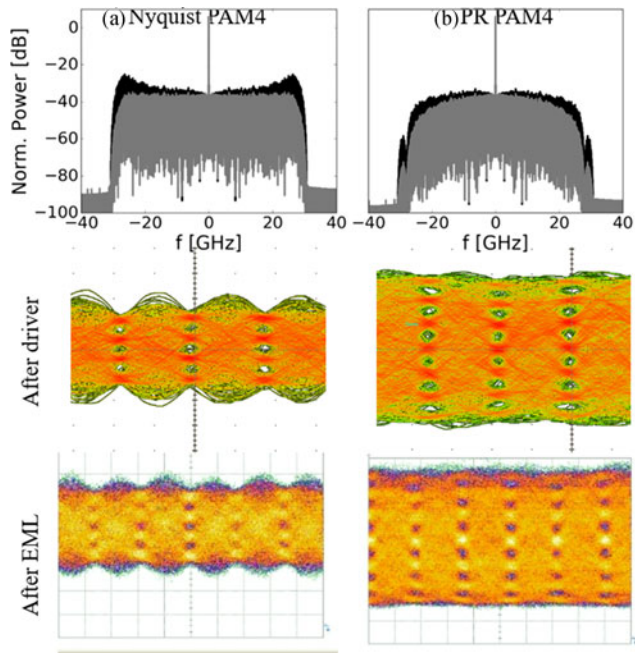 (a) Nyquist PAM4
(b) PR PAM4
Norm. Power [dB]
0
−20
−40
−60
−80
−100
−40 −20 0 20 40
f [GHz]
−40 −20 0 20 40
f [GHz]
After driver
After EML